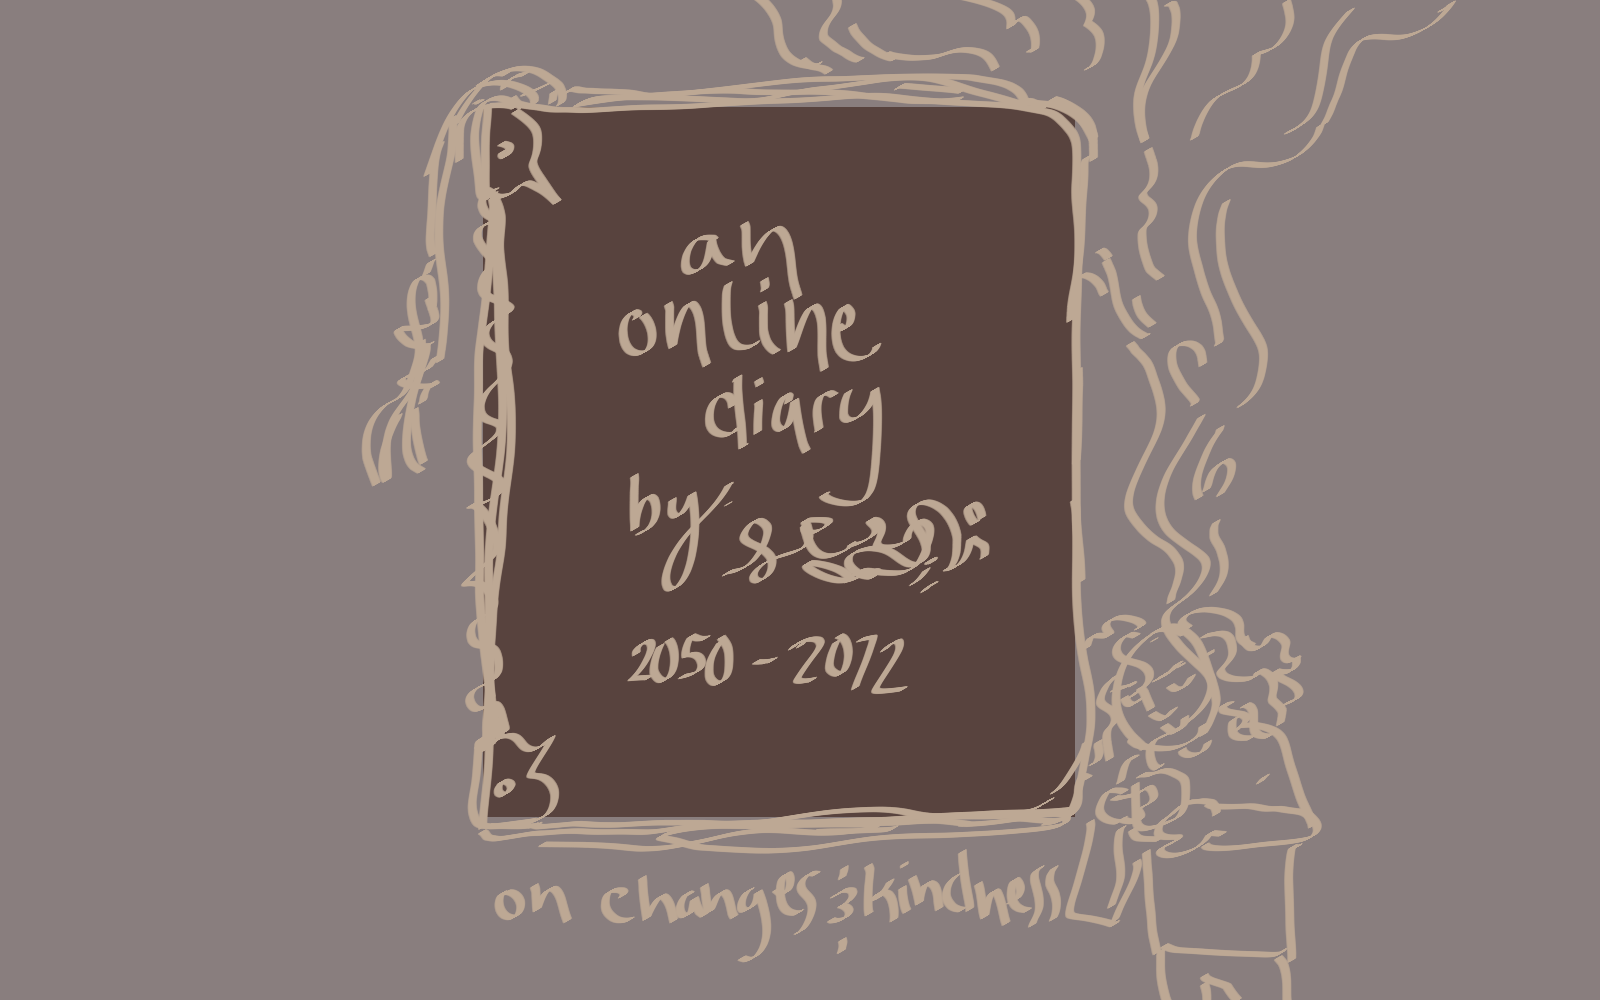 an
online
diary
by
2050 - 2072
on changes & kindness